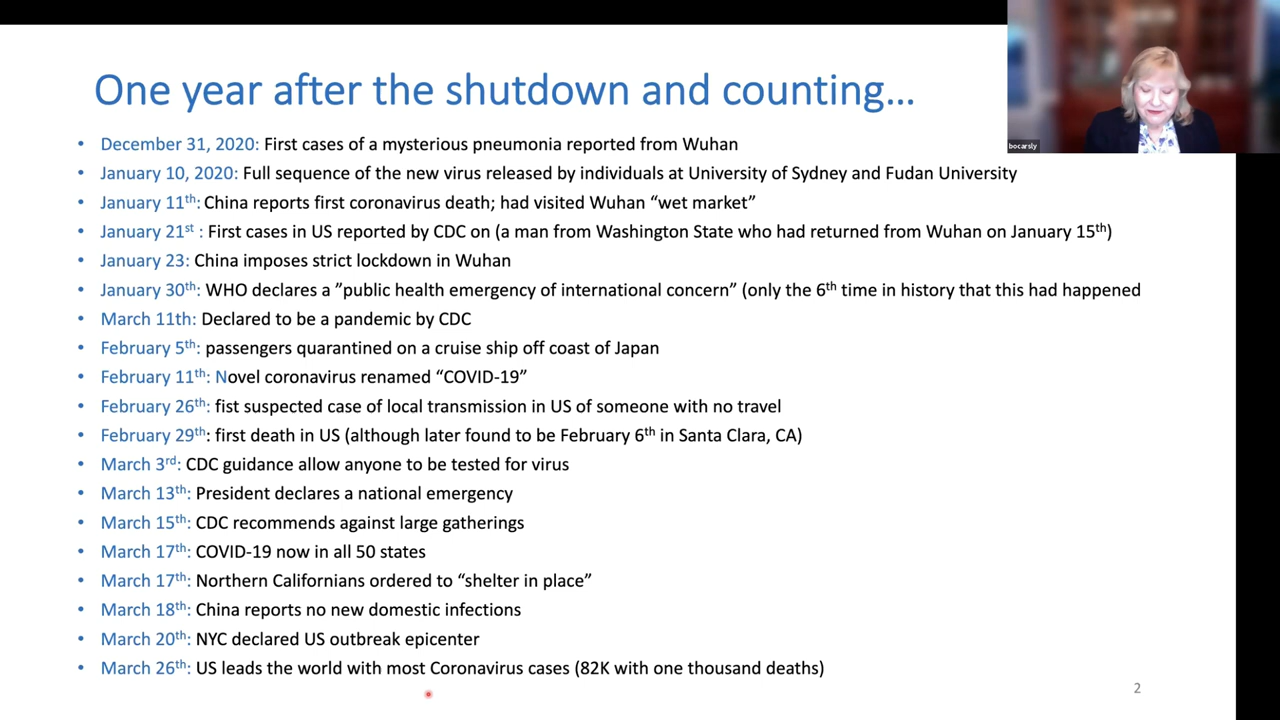 One year after the shutdown and counting...
• December 31, 2020: First cases of a mysterious pneumonia reported from Wuhan
• January 10, 2020: Full sequence of the new virus released by individuals at University of Sydney and Fudan University
• January 11th: China reports first coronavirus death; had visited Wuhan “wet market”
• January 21st : First cases in US reported by CDC on (a man from Washington State who had returned from Wuhan on January 15th)
• January 23: China imposes strict lockdown in Wuhan
• January 30th: WHO declares a ”public health emergency of international concern” (only the 6th time in history that this had happened
• March 11th: Declared to be a pandemic by CDC
• February 5th: passengers quarantined on a cruise ship off coast of Japan
• February 11th: Novel coronavirus renamed “COVID-19”
• February 26th: fist suspected case of local transmission in US of someone with no travel
• February 29th: first death in US (although later found to be February 6th in Santa Clara, CA)
• March 3rd: CDC guidance allow anyone to be tested for virus
• March 13th: President declares a national emergency
• March 15th: CDC recommends against large gatherings
• March 17th: COVID-19 now in all 50 states
• March 17th: Northern Californians ordered to “shelter in place”
• March 18th: China reports no new domestic infections
• March 20th: NYC declared US outbreak epicenter
• March 26th: US leads the world with most Coronavirus cases (82K with one thousand deaths)
2
bocarsly